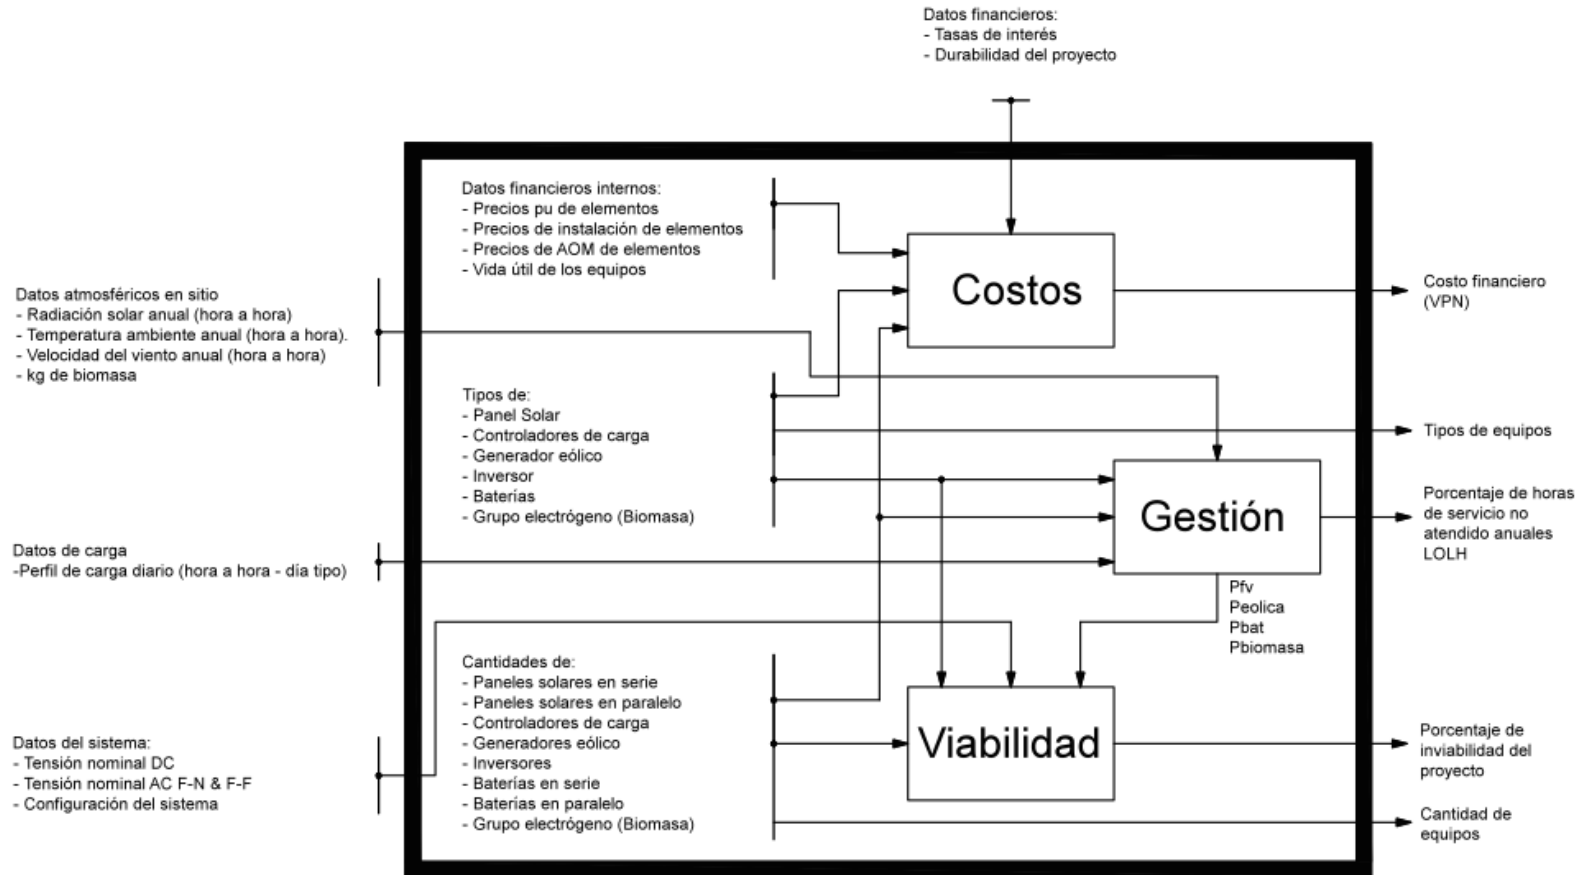 Datos financieros:
- Tasas de interés
- Durabilidad del proyecto
Datos financieros internos:
- Precios pu de elementos
- Precios de instalación de elementos
- Precios de AOM de elementos
- Vida útil de los equipos
Costos
Costo financiero
(VPN)
Datos atmosféricos en sitio
- Radiación solar anual (hora a hora)
- Temperatura ambiente anual (hora a hora).
- Velocidad del viento anual (hora a hora)
- kg de biomasa
Tipos de:
- Panel Solar
- Controladores de carga
- Generador eólico
- Inversor
- Baterías
- Grupo electrógeno (Biomasa)
Tipos de equipos
Gestión
Porcentaje de horas
de servicio no
atendido anuales
LOLH
Datos de carga
-Perfil de carga diario (hora a hora - día tipo)
Pfv
Peolica
Pbat
Pbiomasa
Cantidades de:
- Paneles solares en serie
- Paneles solares en paralelo
- Controladores de carga
- Generadores eólico
- Inversores
- Baterías en serie
- Baterías en paralelo
- Grupo electrógeno (Biomasa)
Viabilidad
Porcentaje de
inviabilidad del
proyecto
Datos del sistema:
- Tensión nominal DC
- Tensión nominal AC F-N & F-F
- Configuración del sistema
Cantidad de
equipos